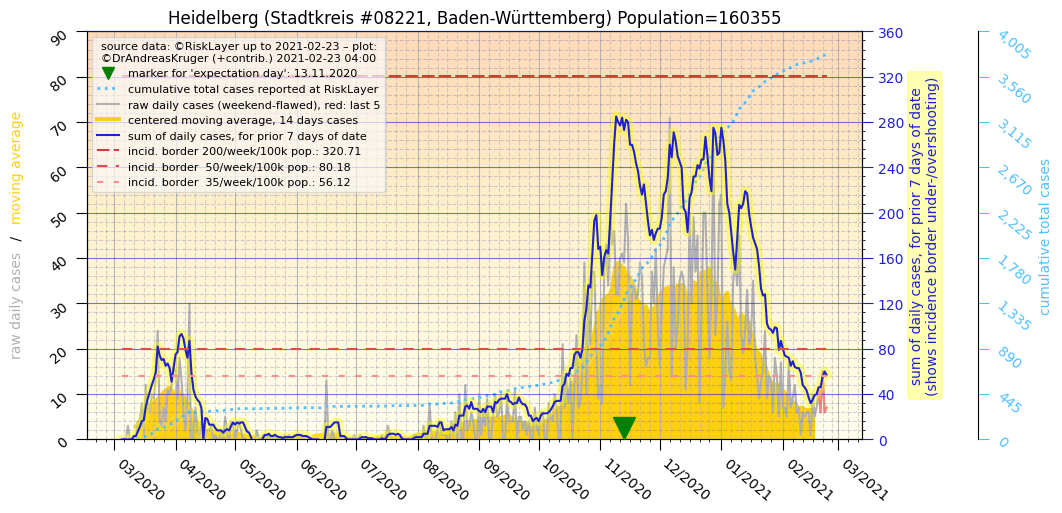 Heidelberg (Stadtkreis #08221, Baden-Württemberg) Population=160355
source data: ©RiskLayer up to 2021-02-23 – plot:
©DrAndreasKruger (+contrib.) 2021-02-23 04:00
marker for 'expectation day': 13.11.2020
cumulative total cases reported at RiskLayer
raw daily cases (weekend-flawed), red: last 5
centered moving average, 14 days cases
sum of daily cases, for prior 7 days of date
incid. border 200/week/100k pop.: 320.71
incid. border  50/week/100k pop.: 80.18
incid. border  35/week/100k pop.: 56.12
raw daily cases / moving average
90
80
70
60
50
40
30
20
10
0
03/2020
04/2020
05/2020
06/2020
07/2020
08/2020
09/2020
10/2020
11/2020
12/2020
01/2021
02/2021
03/2021
360
320
280
240
200
160
120
80
40
0
sum of daily cases, for prior 7 days of date
(shows incidence border under-/overshooting)
4,005
3,560
3,115
2,670
2,225
1,780
1,335
890
445
0
cumulative total cases